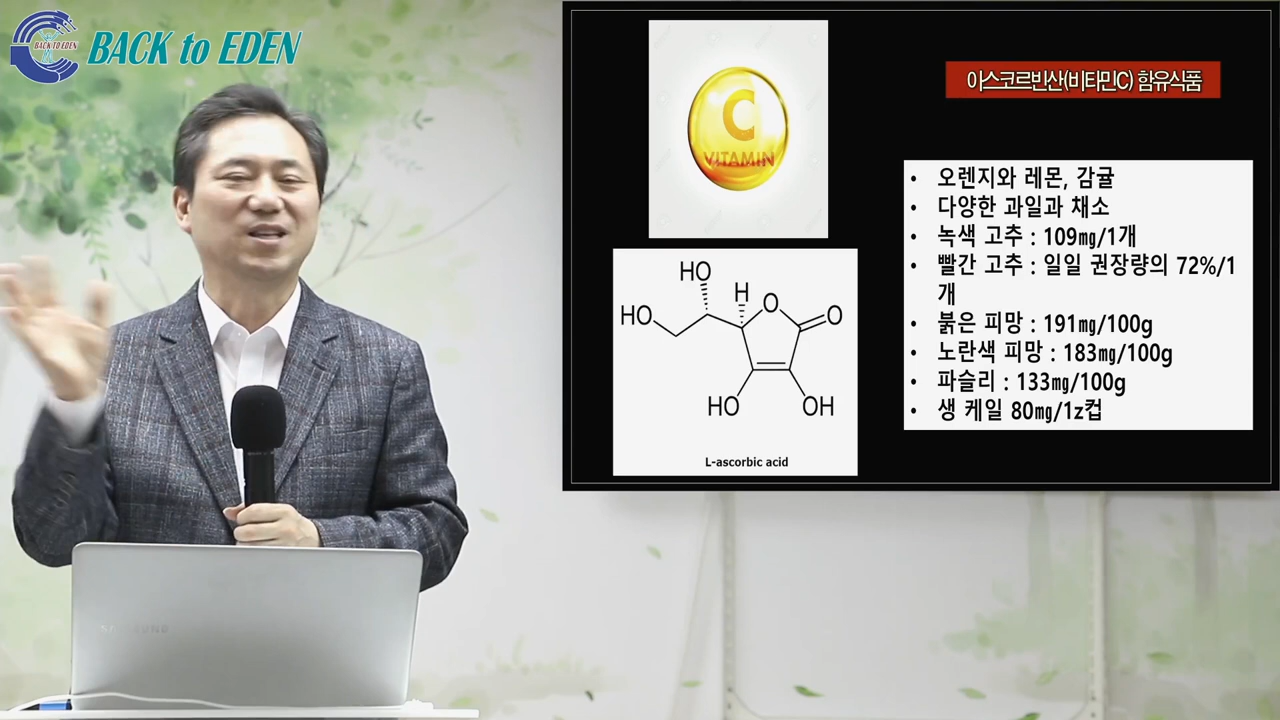 BACK TO EDEN
BACK to EDEN
C
VITAMIN
아스코르빈산(비타민C) 함유식품
• 오렌지와 레몬, 감귤
• 다양한 과일과 채소
• 녹색 고추 : 109㎎/1개
• 빨간 고추 : 일일 권장량의 72%/1
개
• 붉은 피망 : 191㎎/100g
• 노란색 피망 : 183㎎/100g
• 파슬리 : 133㎎/100g
• 생 케일 80㎎/1z컵
HO
H
O
HO
O
HO
OH
L-ascorbic acid
SAMSUNG